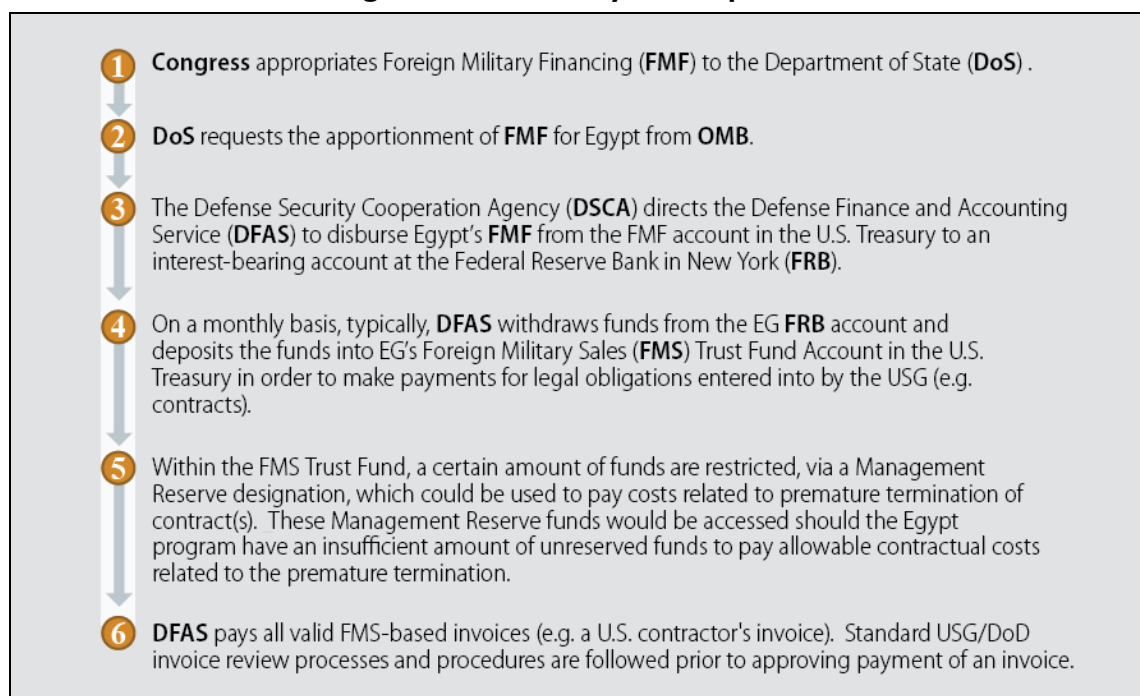 1 Congress appropriates Foreign Military Financing (FMF) to the Department of State (DoS) .
2 DoS requests the apportionment of FMF for Egypt from OMB.
3 The Defense Security Cooperation Agency (DSCA) directs the Defense Finance and Accounting
Service (DFAS) to disburse Egypt's FMF from the FMF account in the U.S. Treasury to an
interest-bearing account at the Federal Reserve Bank in New York (FRB).
4 On a monthly basis, typically, DFAS withdraws funds from the EG FRB account and
deposits the funds into EG's Foreign Military Sales (FMS) Trust Fund Account in the U.S.
Treasury in order to make payments for legal obligations entered into by the USG (e.g.
contracts).
5 Within the FMS Trust Fund, a certain amount of funds are restricted, via a Management
Reserve designation, which could be used to pay costs related to premature termination of
contract(s). These Management Reserve funds would be accessed should the Egypt
program have an insufficient amount of unreserved funds to pay allowable contractual costs
related to the premature termination.
6 DFAS pays all valid FMS-based invoices (e.g. a U.S. contractor's invoice). Standard USG/DoD
invoice review processes and procedures are followed prior to approving payment of an invoice.